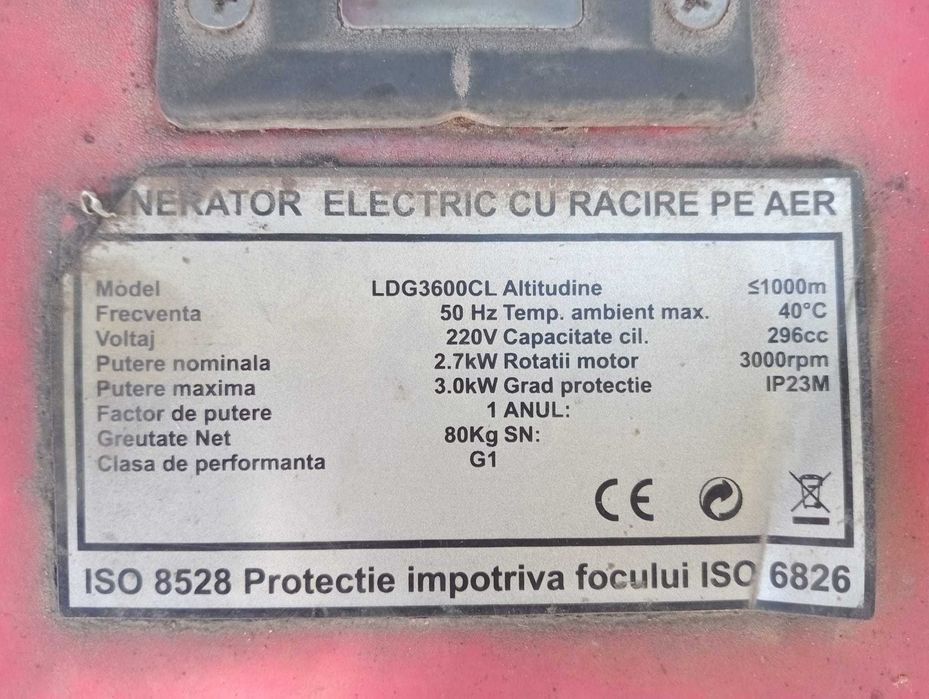 NERATOR ELECTRIC CU RACIRE PE AER
Model LDG3600CL Altitudine ≤1000m
Frecventa 50 Hz Temp. ambient max. 40°C
Voltaj 220V Capacitate cil. 296cc
Putere nominala 2.7kW Rotatii motor 3000rpm
Putere maxima 3.0kW Grad protectie IP23M
Factor de putere 1 ANUL:
Greutate Net 80Kg SN:
Clasa de performanta G1
CE
ISO 8528 Protectie impotriva focului ISO 6826